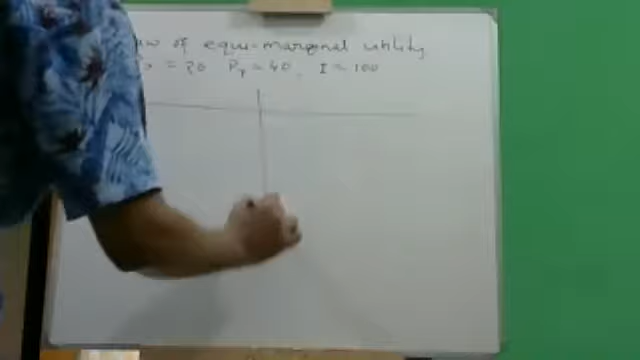 of equi-marginal utility
= 20 Py = 40, I = 100